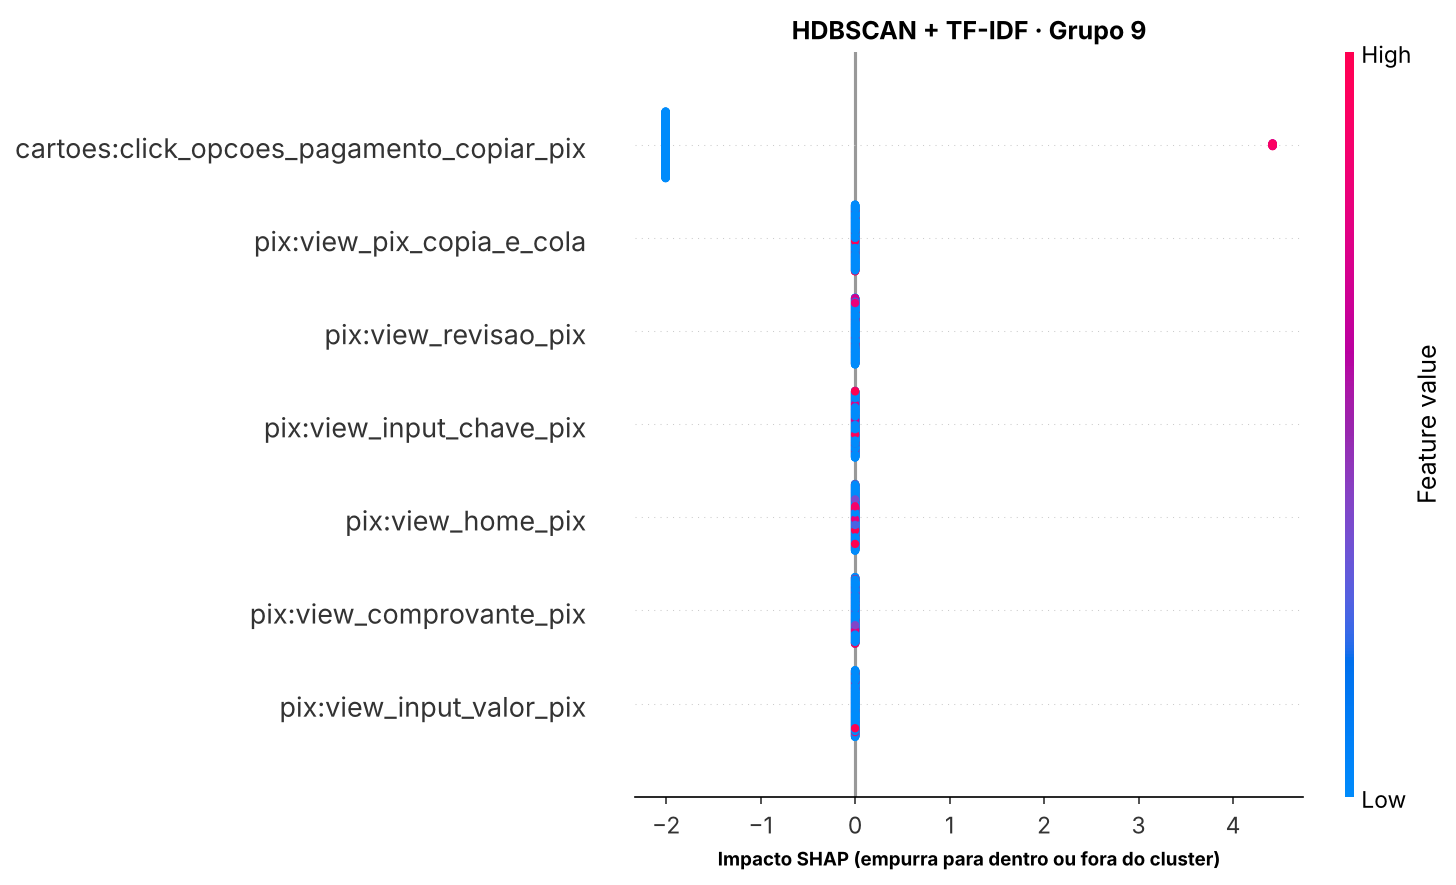 HDBSCAN + TF-IDF · Grupo 9
High
cartoes:click_opcoes_pagamento_copiar_pix
pix:view_pix_copia_e_cola
pix:view_revisao_pix
pix:view_input_chave_pix
pix:view_home_pix
pix:view_comprovante_pix
pix:view_input_valor_pix
Feature value
Low
−2 −1 0 1 2 3 4
Impacto SHAP (empurra para dentro ou fora do cluster)